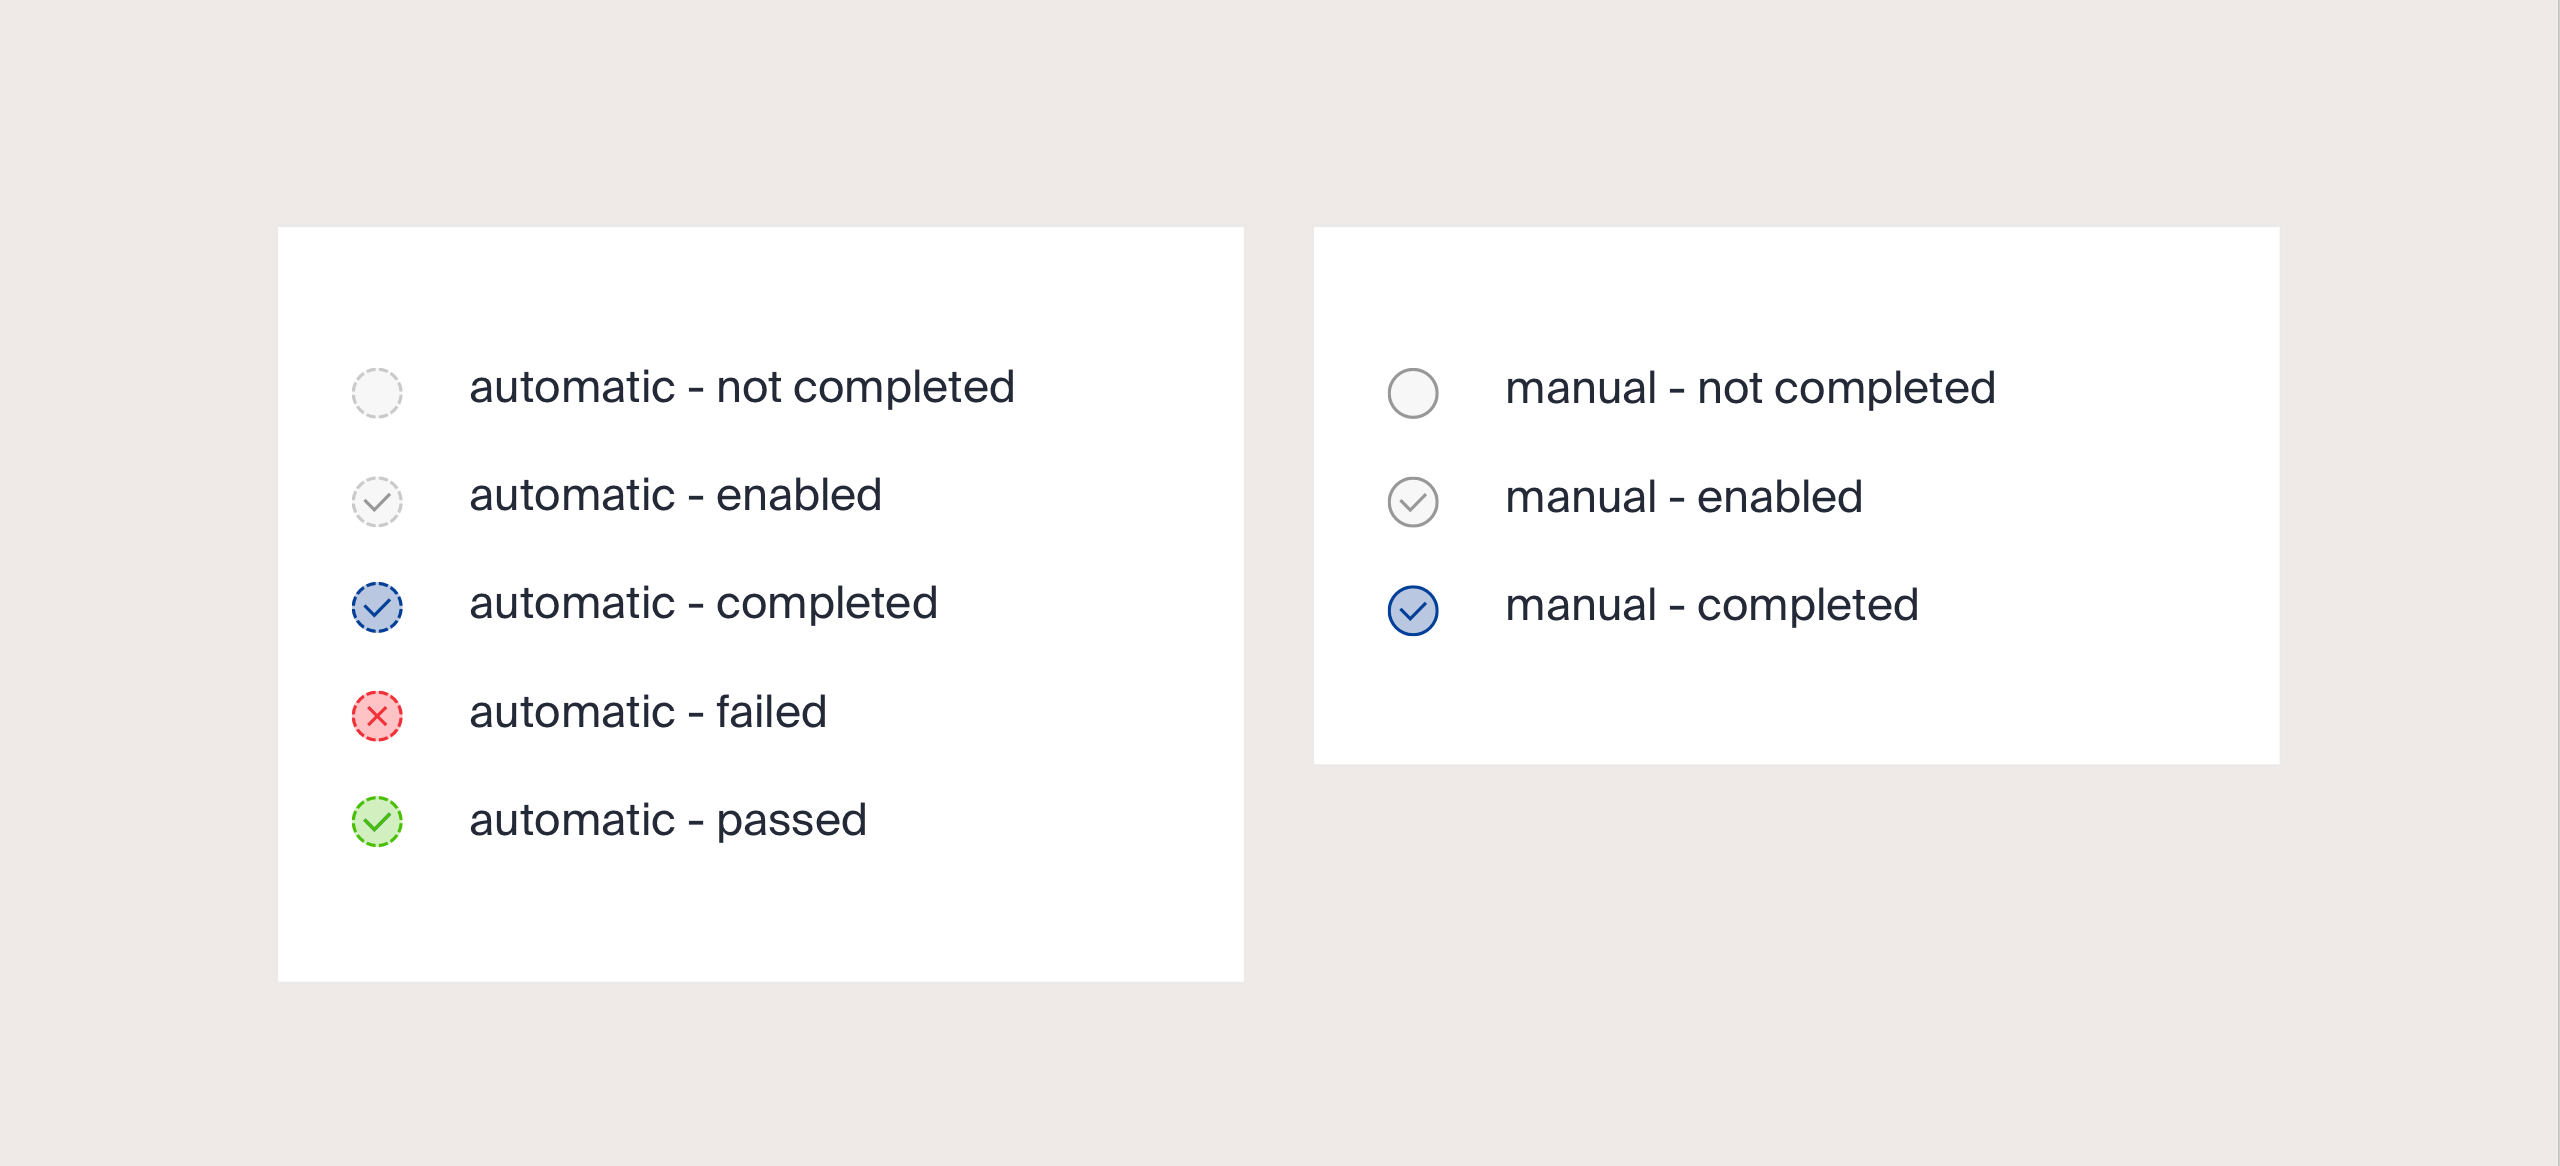 automatic - not completed
automatic - enabled
automatic - completed
automatic - failed
automatic - passed
manual - not completed
manual - enabled
manual - completed